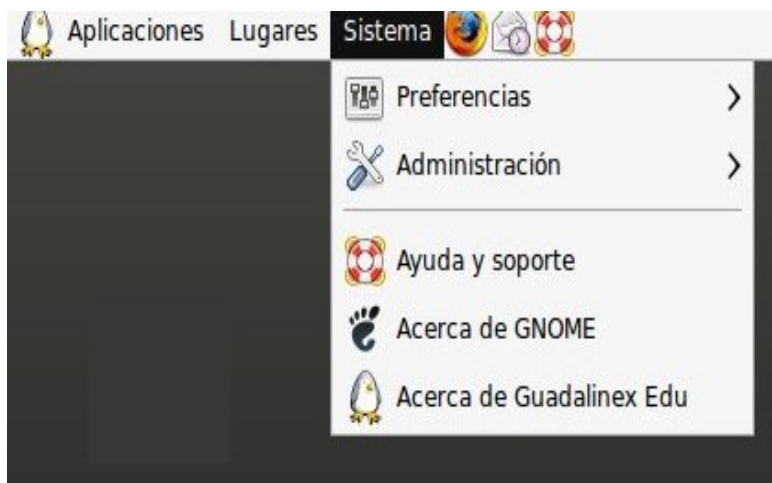 Aplicaciones Lugares Sistema
Preferencias
Administración
Ayuda y soporte
Acerca de GNOME
Acerca de Guadalinex Edu